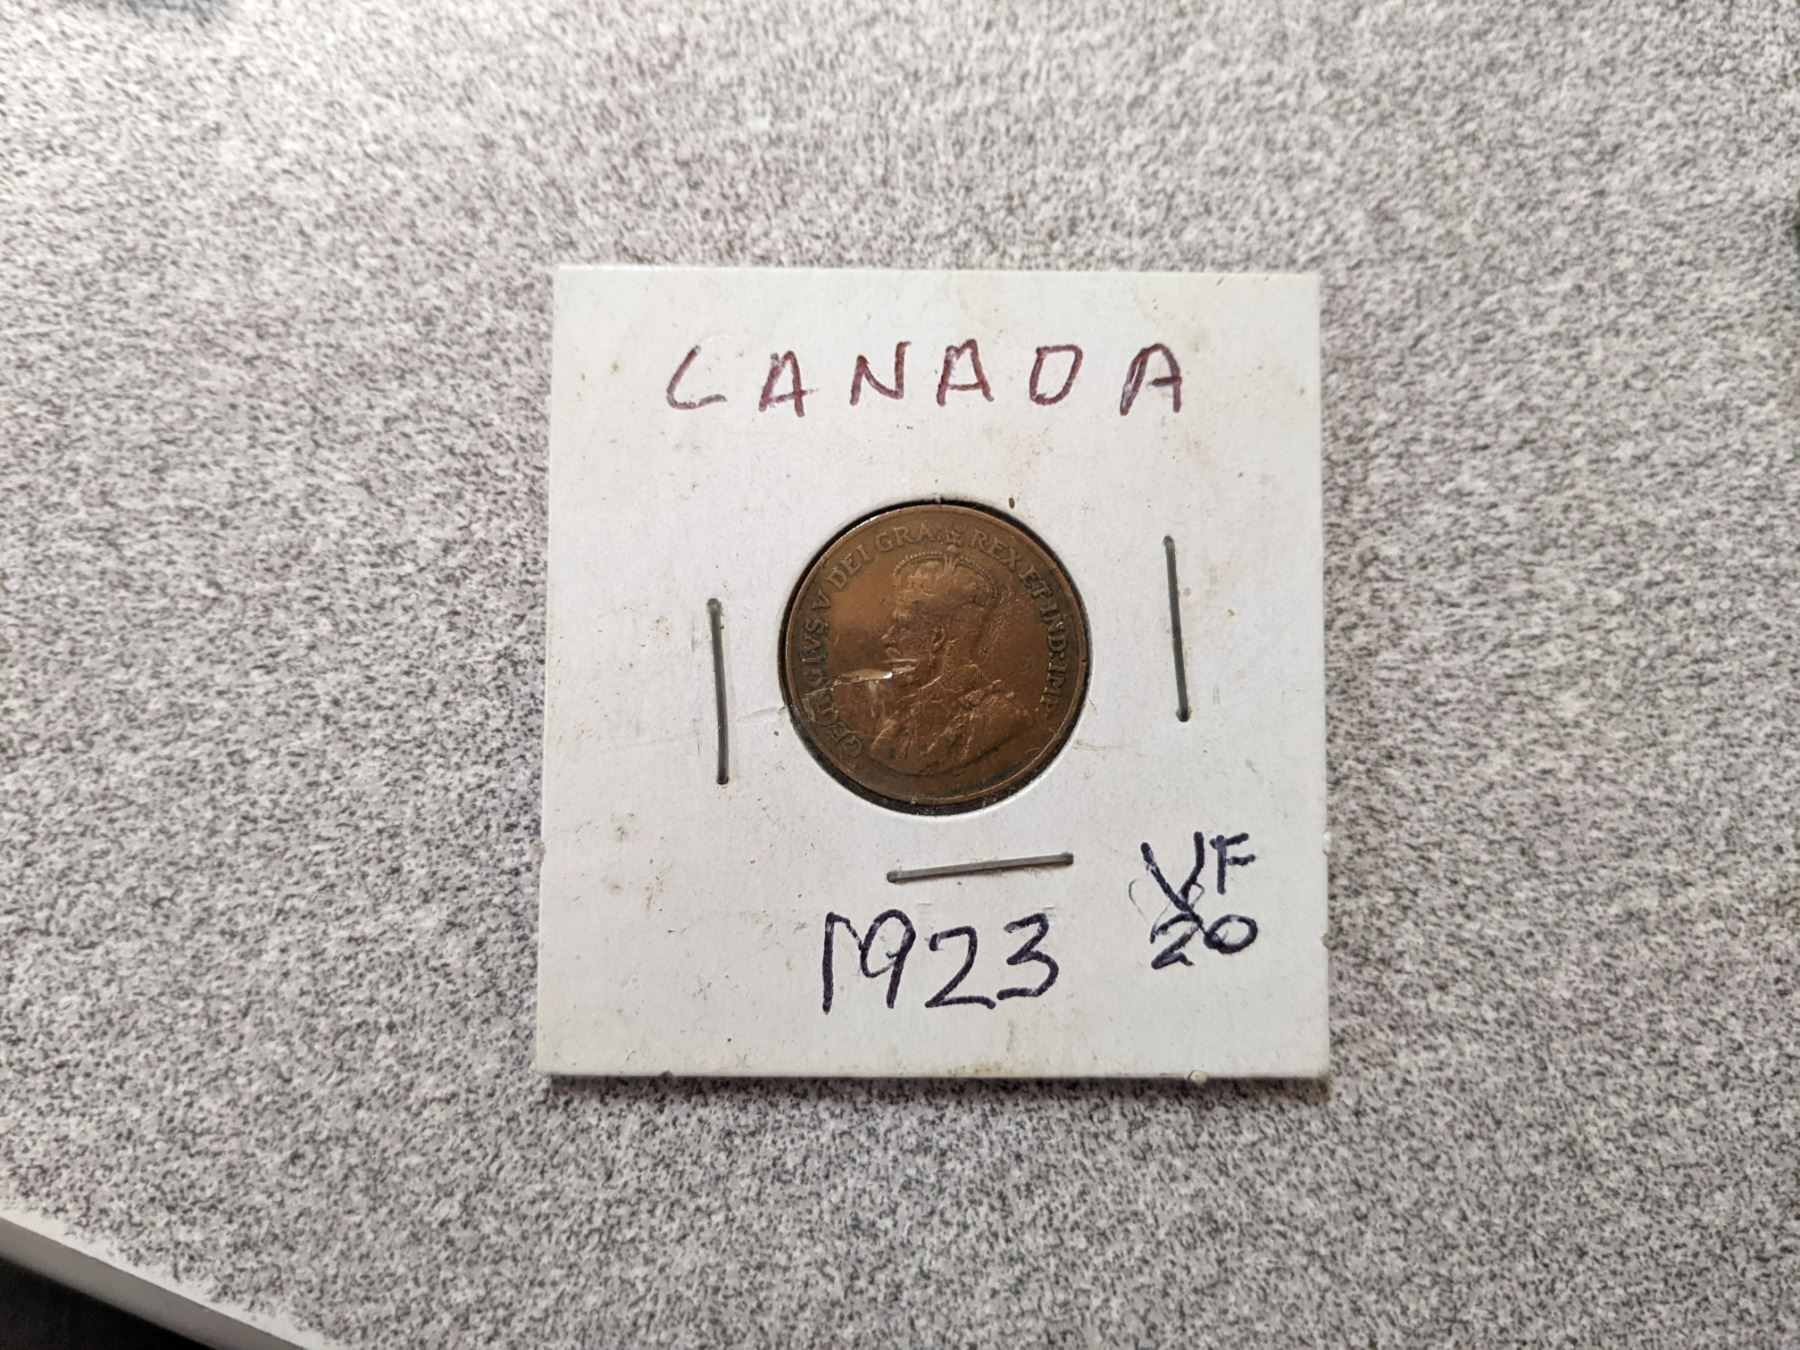 CANADA
GEORGIVS V DEI GRA: REX ET IND: IMP:
1923
VF
20